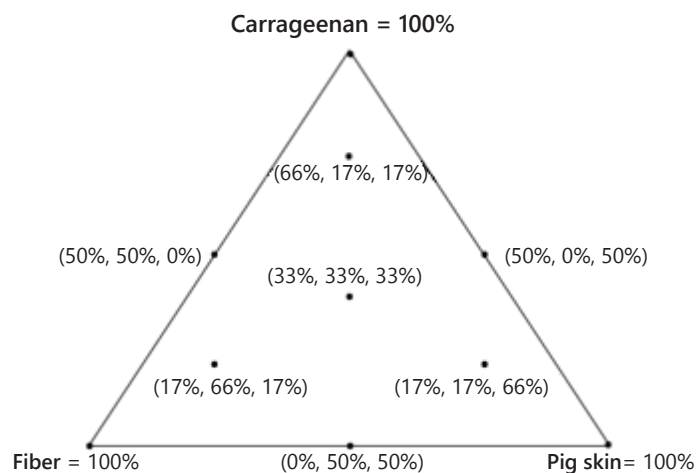 Carrageenan = 100%
(66%, 17%, 17%)
(50%, 50%, 0%)
(50%, 0%, 50%)
(33%, 33%, 33%)
(17%, 66%, 17%)
(17%, 17%, 66%)
Fiber = 100%
(0%, 50%, 50%)
Pig skin= 100%